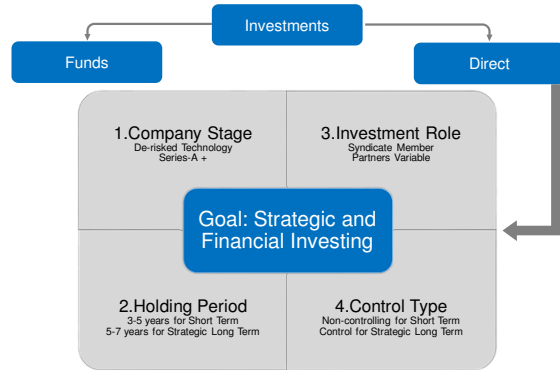 Investments
Funds
Direct
1.Company Stage
De-risked Technology
Series-A +
3.Investment Role
Syndicate Member
Partners Variable
Goal: Strategic and
Financial Investing
2.Holding Period
3-5 years for Short Term
5-7 years for Strategic Long Term
4.Control Type
Non-controlling for Short Term
Control for Strategic Long Term